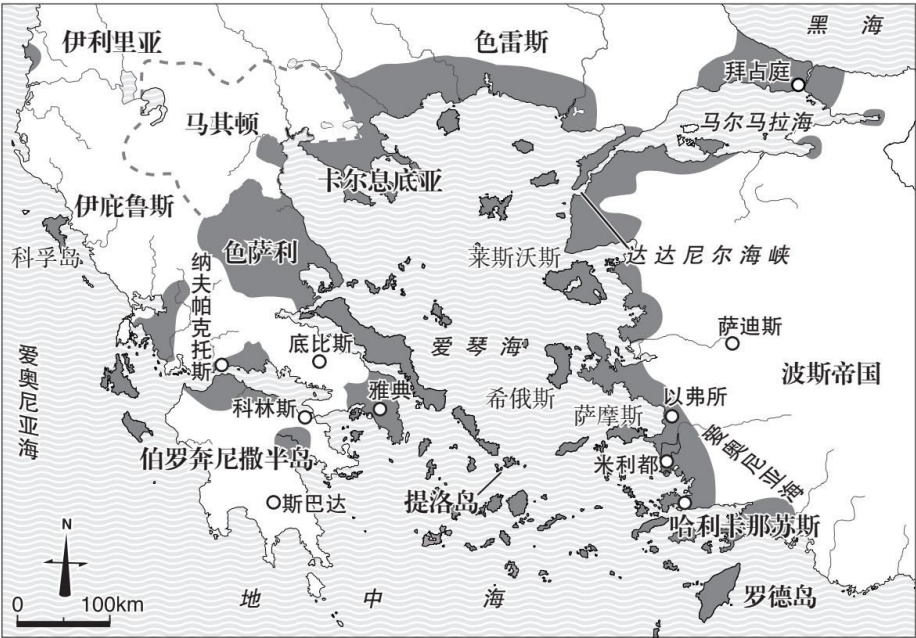 黑海
伊利里亚
色雷斯
拜占庭
马其顿
马尔马拉海
卡尔息底亚
伊庇鲁斯
科孚岛
色萨利
莱斯沃斯
达达尼尔海峡
纳夫帕克托斯
萨迪斯
底比斯
爱琴海
爱奥尼亚海
波斯帝国
雅典
希俄斯
以弗所
科林斯
萨摩斯
爱奥尼亚海
伯罗奔尼撒半岛
米利都
提洛岛
斯巴达
哈利卡那苏斯
N
地中海
罗德岛
0 100km